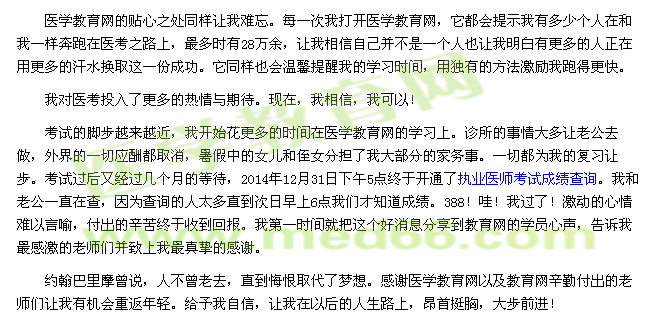 医学教育网的贴心之处同样让我难忘。每一次我打开医学教育网，它都会提示我有多少个人在和
我一样奔跑在医考之路上，最多时有28万余，让我相信自己并不是一个人也让我明白有更多的人正在
用更多的汗水换取这一份成功。它同样也会温馨提醒我的学习时间，用独有的方法激励我跑得更快。
我对医考投入了更多的热情与期待。现在，我相信，我可以！
考试的脚步越来越近，我开始花更多的时间在医学教育网的学习上。诊所的事情大多让老公去
做，外界的一切应酬都取消，暑假中的女儿和侄女分担了我大部分的家务事。一切都为我的复习让
步。考试过后又经过几个月的等待，2014年12月31日下午5点终于开通了执业医师考试成绩查询。我和
老公一直在查，因为查询的人太多直到次日早上6点我们才知道成绩。388！哇！我过了！激动的心情
难以言喻，付出的辛苦终于收到回报。我第一时间就把这个好消息分享到教育网的学员心声，告诉我
最感激的老师们并致上我最真挚的感谢。
约翰巴里摩曾说，人不曾老去，直到悔恨取代了梦想。感谢医学教育网以及教育网辛勤付出的老
师们让我有机会重返年轻。给予我自信，让我在以后的人生路上，昂首挺胸，大步前进！
医学教育网
www.med66.com